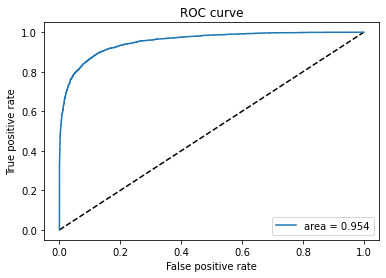 ROC curve
True positive rate
1.0
0.8
0.6
0.4
0.2
0.0
0.0 0.2 0.4 0.6 0.8 1.0
False positive rate
area = 0.954